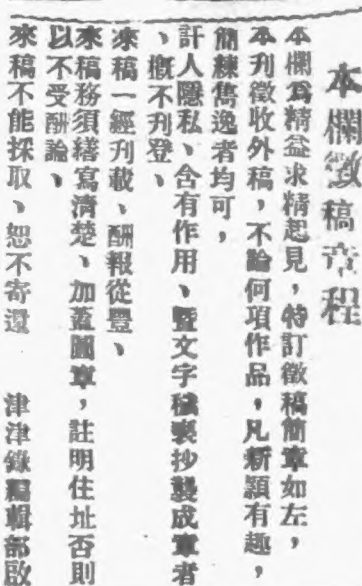 本欄徵稿章程
本欄爲精益求精起見，特訂徵稿簡章如左，
本刊徵收外稿，不論何項作品，凡新穎有趣，
簡練雋逸者均可，
訐人隱私、含有作用、暨文字穢褻抄襲成章者
、概不刊登、
來稿一經刊載、酬報從豐、
來稿務須繕寫清楚、加蓋圖章，註明住址否則
以不受酬論、
來稿不能採取、恕不寄還　津津錄編輯部啟